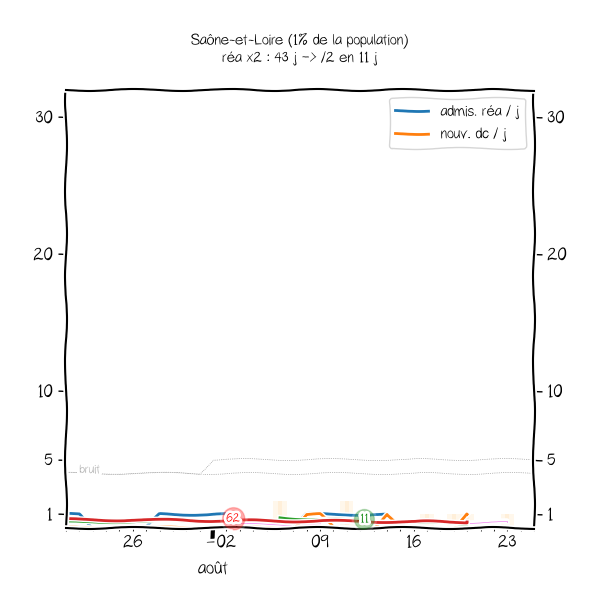 Saône-et-Loire (1% de la population)
réa x2 : 43 j -> /2 en 11 j
admis. réa / j
nouv. dc / j
30
30
20
20
10
10
5
5
bruit
1
1
62
11
26
02
09
16
23
août